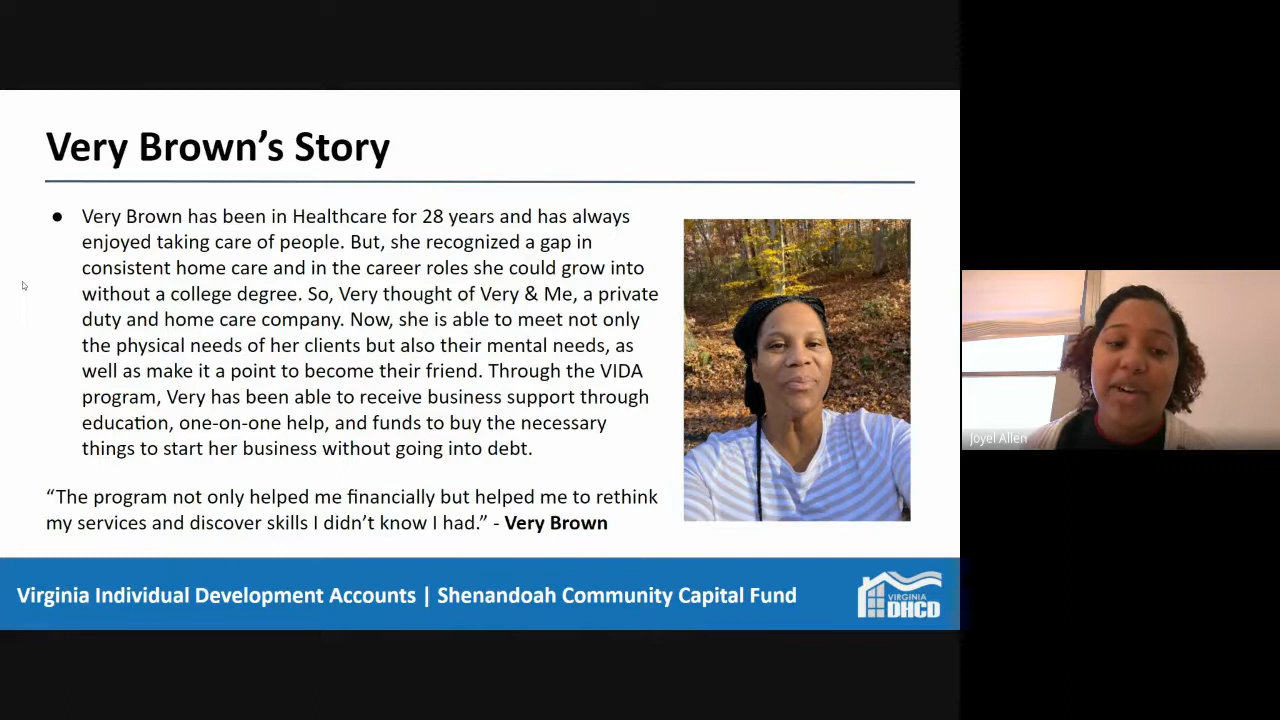 Very Brown's Story
● Very Brown has been in Healthcare for 28 years and has always
enjoyed taking care of people. But, she recognized a gap in
consistent home care and in the career roles she could grow into
without a college degree. So, Very thought of Very & Me, a private
duty and home care company. Now, she is able to meet not only
the physical needs of her clients but also their mental needs, as
well as make it a point to become their friend. Through the VIDA
program, Very has been able to receive business support through
education, one-on-one help, and funds to buy the necessary
things to start her business without going into debt.
“The program not only helped me financially but helped me to rethink
my services and discover skills I didn’t know I had.” - Very Brown
Virginia Individual Development Accounts | Shenandoah Community Capital Fund
VIRGINIA
DHCD
Joyel Allen